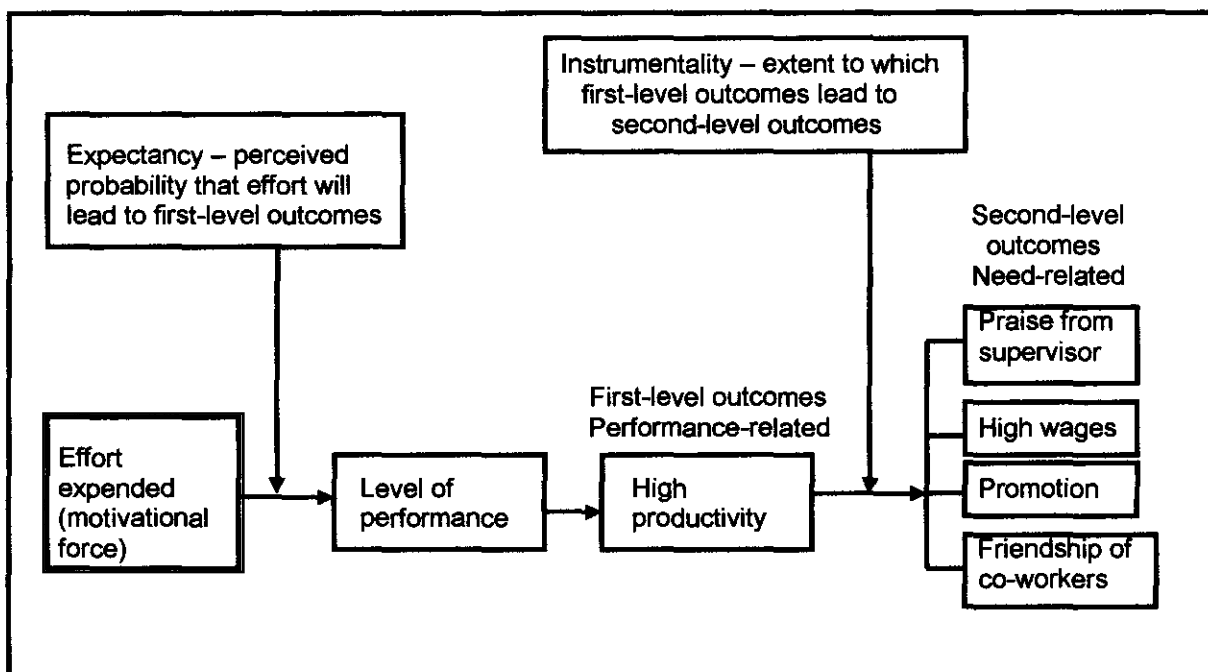 Instrumentality – extent to which
first-level outcomes lead to
second-level outcomes
Expectancy – perceived
probability that effort will
lead to first-level outcomes
Second-level
outcomes
Need-related
Praise from
supervisor
First-level outcomes
Performance-related
High wages
Effort
expended
(motivational
force)
Level of
performance
High
productivity
Promotion
Friendship of
co-workers